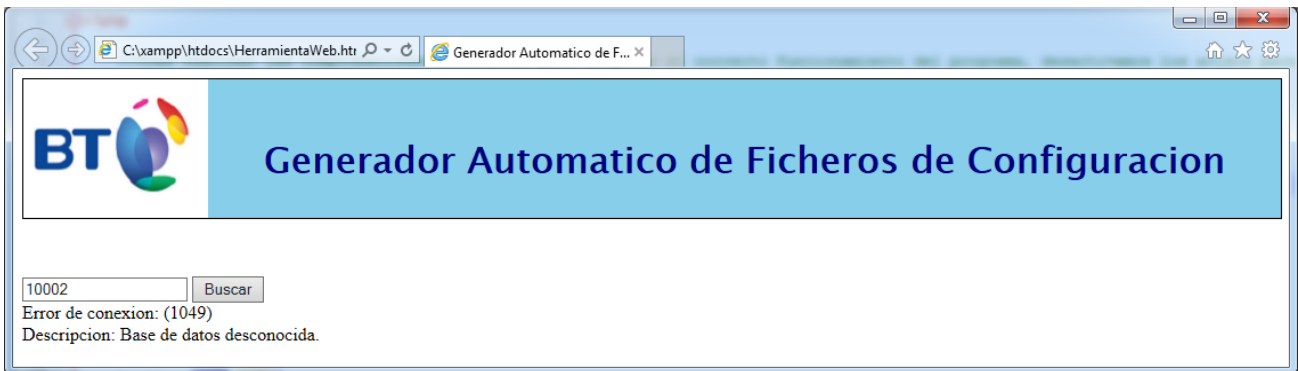 C:\xampp\htdocs\HerramientaWeb.ht
Generador Automatico de F...
BT
Generador Automatico de Ficheros de Configuracion
10002
Buscar
Error de conexion: (1049)
Descripcion: Base de datos desconocida.